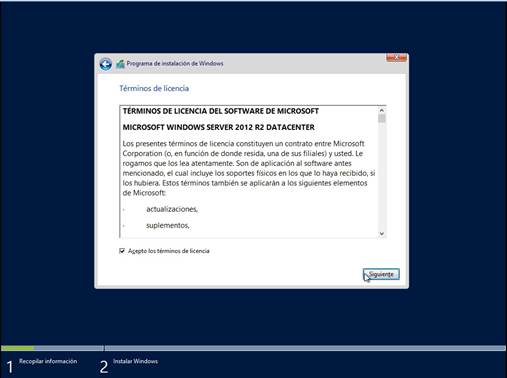 Programa de instalación de Windows
Términos de licencia
TÉRMINOS DE LICENCIA DEL SOFTWARE DE MICROSOFT
MICROSOFT WINDOWS SERVER 2012 R2 DATACENTER
Los presentes términos de licencia constituyen un contrato entre Microsoft
Corporation (o, en función de donde resida, una de sus filiales) y usted. Le
rogamos que los lea atentamente. Son de aplicación al software antes
mencionado, el cual incluye los soportes físicos en los que lo haya recibido, si
los hubiera. Estos términos también se aplicarán a los siguientes elementos
de Microsoft:
· actualizaciones,
· suplementos,
Acepto los términos de licencia
Siguiente
1 Recopilar información
2 Instalar Windows